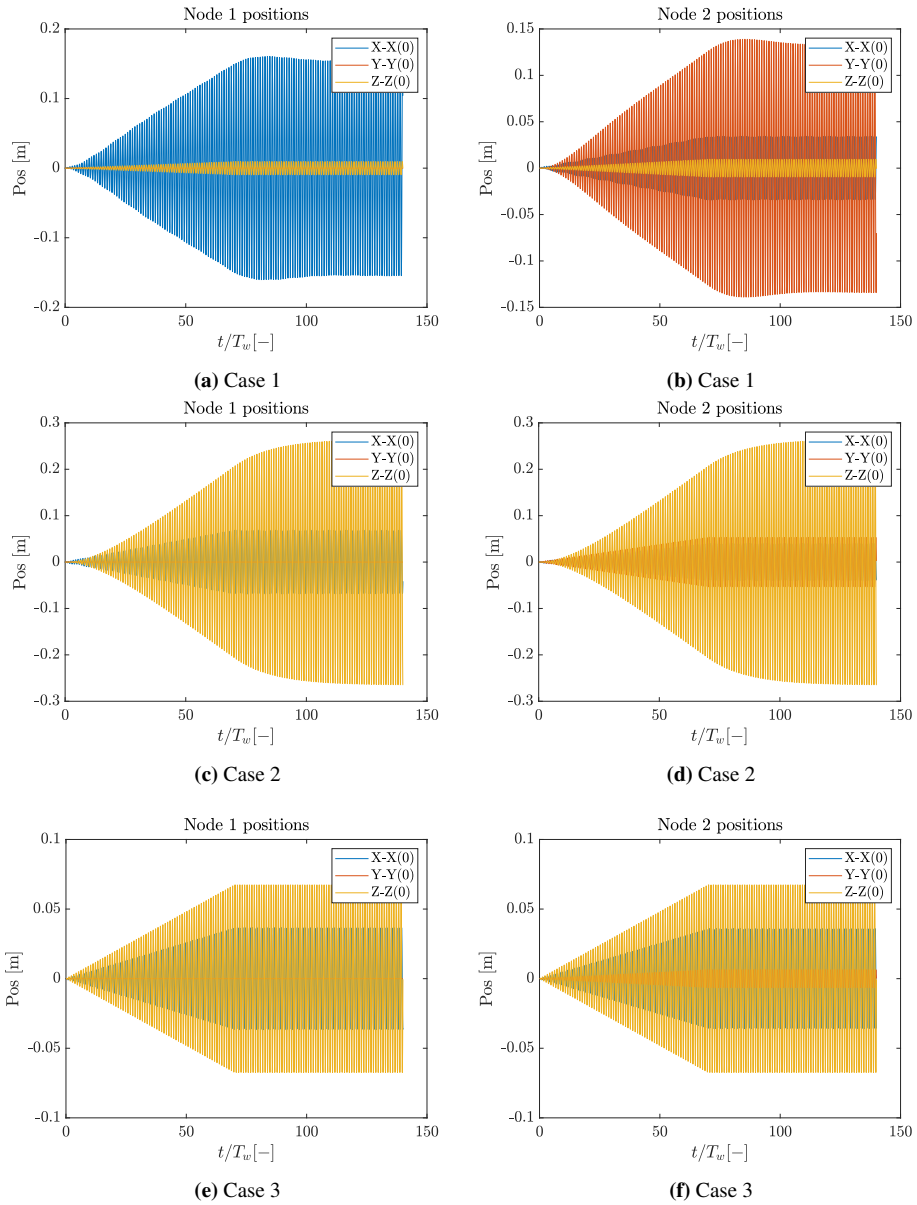 Node 1 positions
0.2
0.1
0
-0.1
-0.2
Pos [m]
X-X(0)
Y-Y(0)
Z-Z(0)
0 50 100 150
t/T_w[−]
(a) Case 1
Node 2 positions
0.15
0.1
0.05
0
-0.05
-0.1
-0.15
Pos [m]
X-X(0)
Y-Y(0)
Z-Z(0)
0 50 100 150
t/T_w[−]
(b) Case 1
Node 1 positions
0.3
0.2
0.1
0
-0.1
-0.2
-0.3
Pos [m]
X-X(0)
Y-Y(0)
Z-Z(0)
0 50 100 150
t/T_w[−]
(c) Case 2
Node 2 positions
0.3
0.2
0.1
0
-0.1
-0.2
-0.3
Pos [m]
X-X(0)
Y-Y(0)
Z-Z(0)
0 50 100 150
t/T_w[−]
(d) Case 2
Node 1 positions
0.1
0.05
0
-0.05
-0.1
Pos [m]
X-X(0)
Y-Y(0)
Z-Z(0)
0 50 100 150
t/T_w[−]
(e) Case 3
Node 2 positions
0.1
0.05
0
-0.05
-0.1
Pos [m]
X-X(0)
Y-Y(0)
Z-Z(0)
0 50 100 150
t/T_w[−]
(f) Case 3